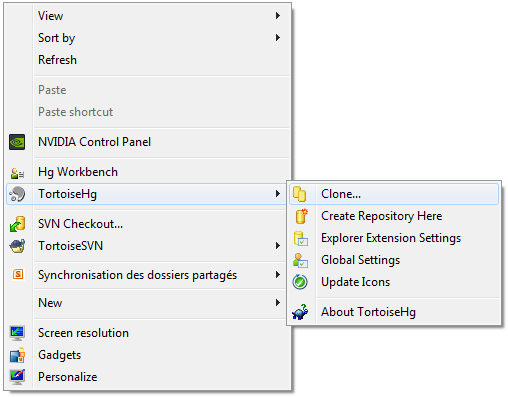 View
Sort by
Refresh
Paste
Paste shortcut
NVIDIA Control Panel
Hg Workbench
TortoiseHg
SVN Checkout...
TortoiseSVN
Synchronisation des dossiers partagés
New
Screen resolution
Gadgets
Personalize
Clone...
Create Repository Here
Explorer Extension Settings
Global Settings
Update Icons
About TortoiseHg